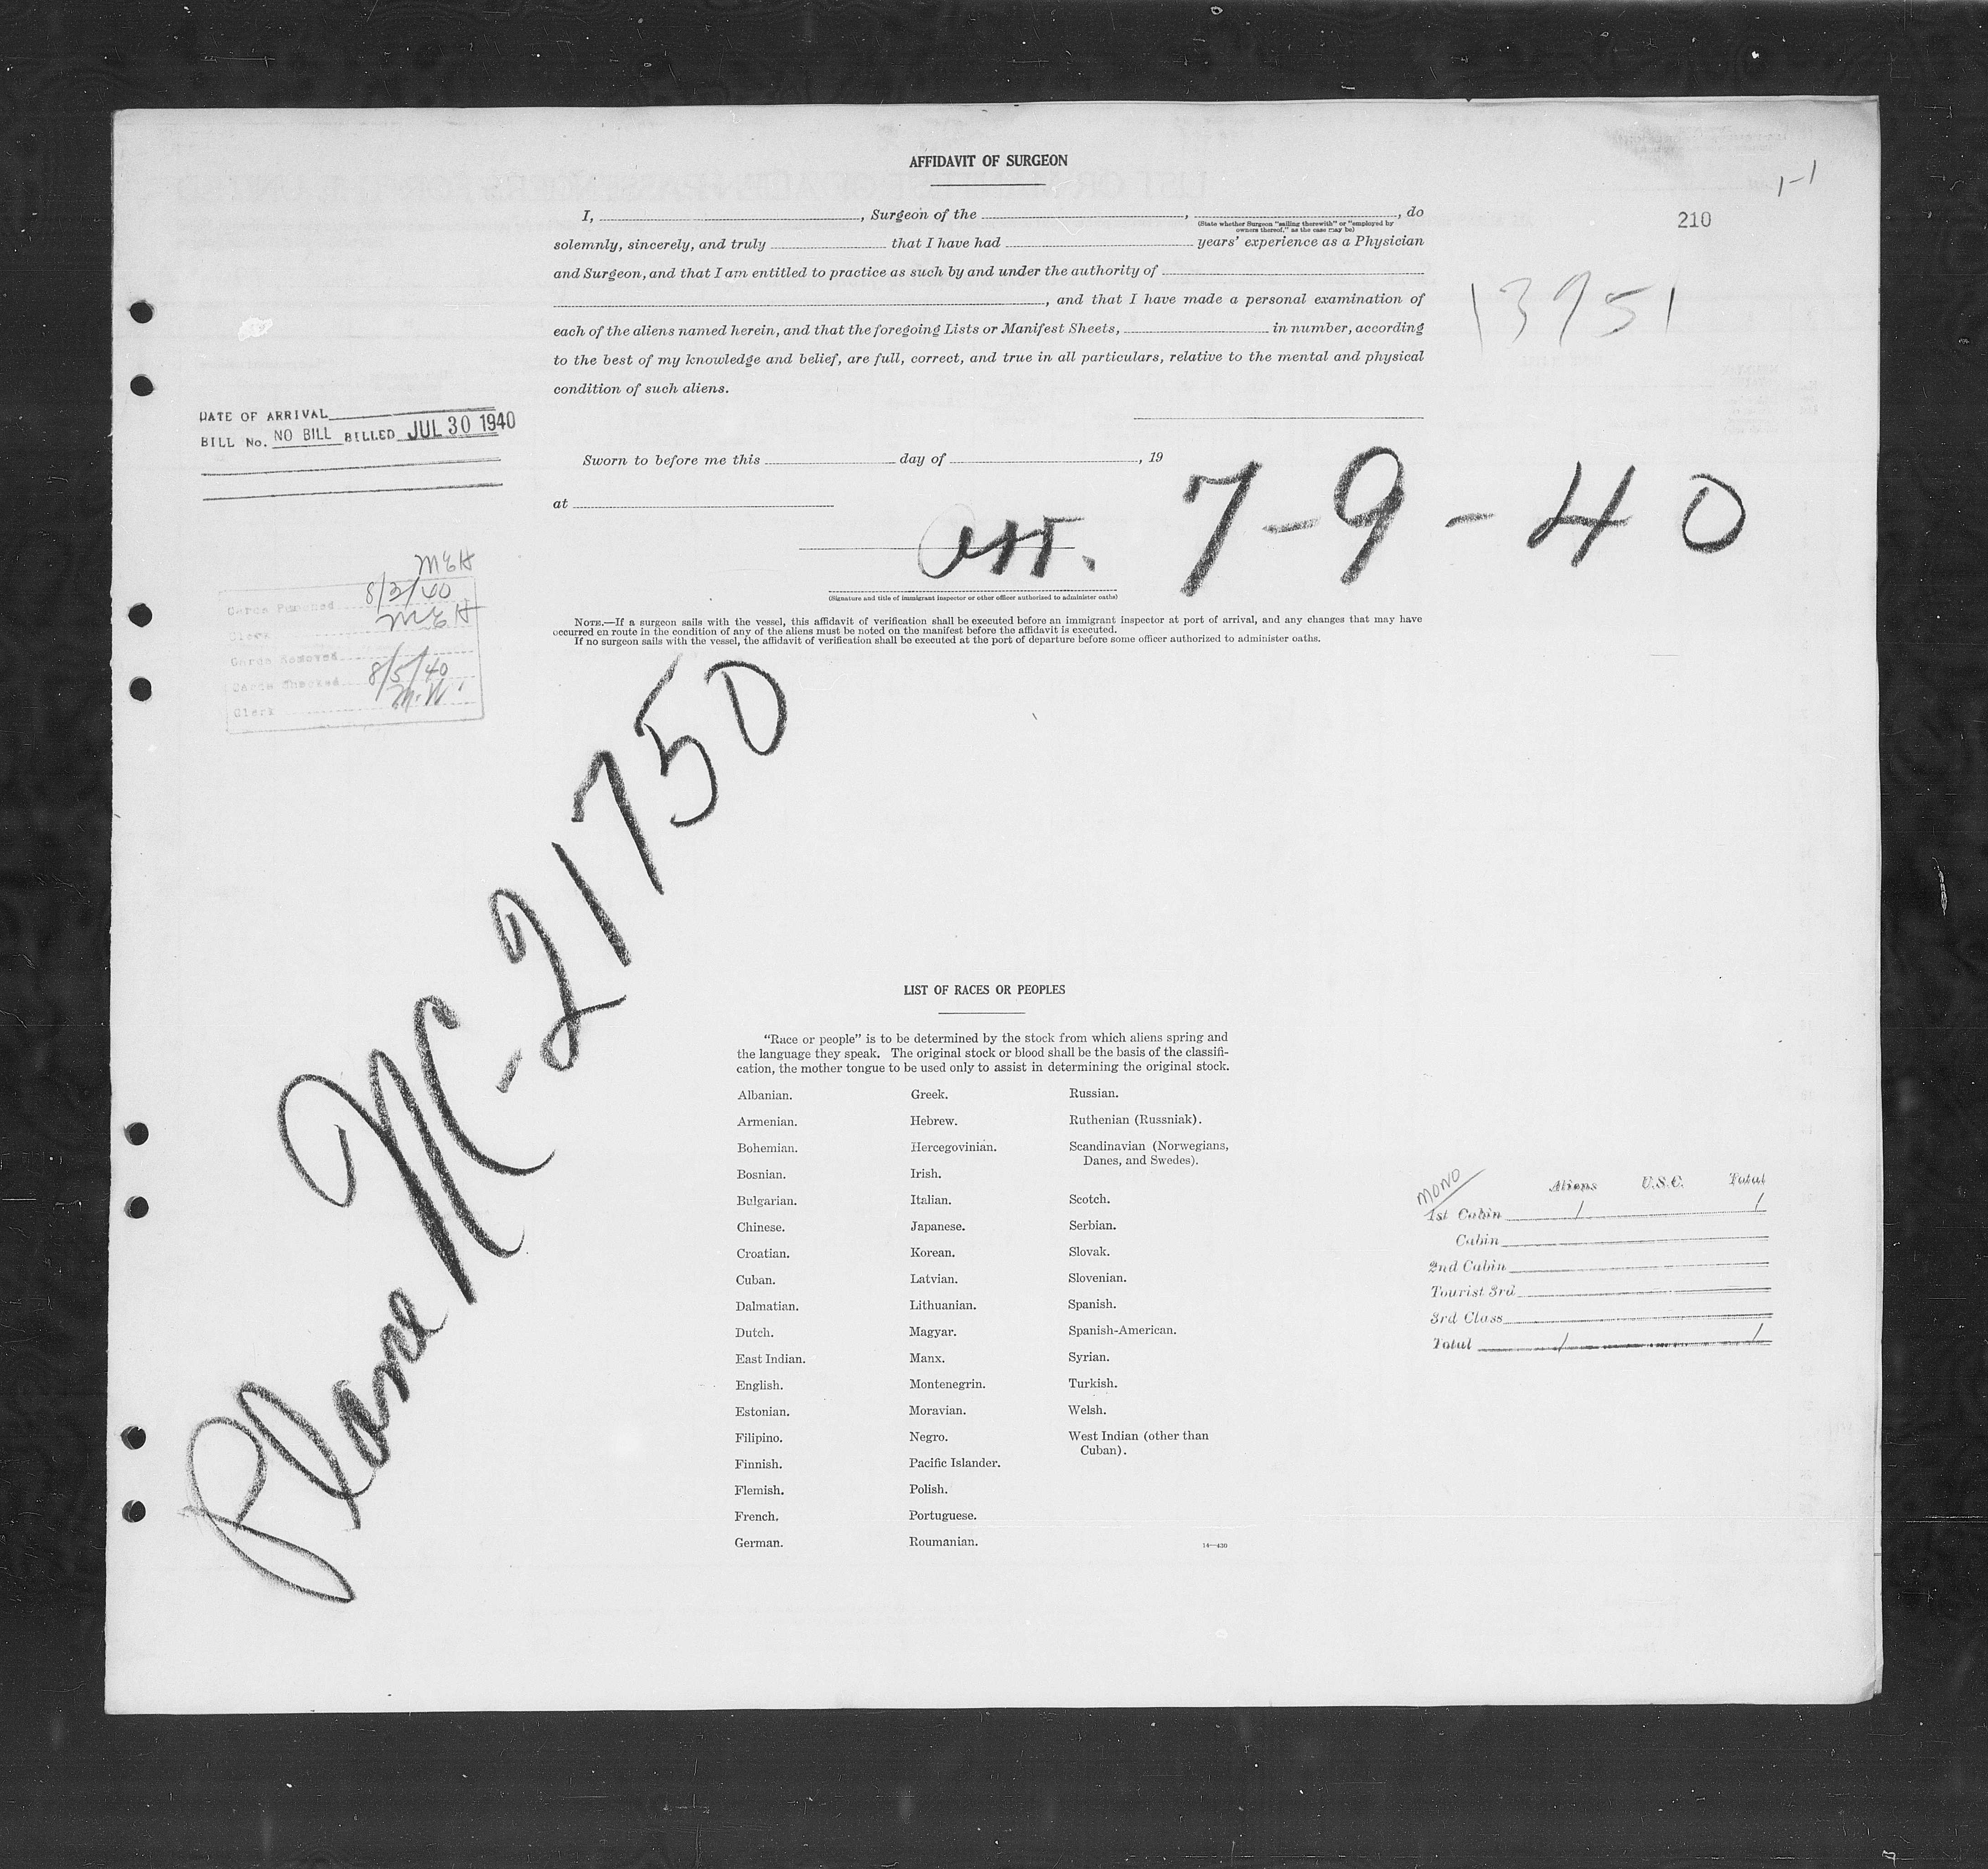 AFFIDAVIT OF SURGEON
1-1
210
I, , Surgeon of the , , do
(State whether Surgeon "sailing therewith" or "employed by
owners thereof," as the case may be)
solemnly, sincerely, and truly that I have had years' experience as a Physician
and Surgeon, and that I am entitled to practice as such by and under the authority of
, and that I have made a personal examination of
13951
each of the aliens named herein, and that the foregoing Lists or Manifest Sheets, in number, according
to the best of my knowledge and belief, are full, correct, and true in all particulars, relative to the mental and physical
condition of such aliens.
DATE OF ARRIVAL
BILL No. NO BILL BILLED JUL 30 1940
Sworn to before me this day of , 19
at
arr. 7-9-40
(Signature and title of immigrant inspector or other officer authorized to administer oaths)
NOTE.—If a surgeon sails with the vessel, this affidavit of verification shall be executed before an immigrant inspector at port of arrival, and any changes that may have
occurred en route in the condition of any of the aliens must be noted on the manifest before the affidavit is executed.
If no surgeon sails with the vessel, the affidavit of verification shall be executed at the port of departure before some officer authorized to administer oaths.
MEH
Cards Punched 8/2/40
Clerk MEH
Cards Removed
Cards Checked 8/5/40
Clerk M.W.
Plane NC-21750
LIST OF RACES OR PEOPLES
"Race or people" is to be determined by the stock from which aliens spring and
the language they speak. The original stock or blood shall be the basis of the classifi-
cation, the mother tongue to be used only to assist in determining the original stock.
Albanian.
Armenian.
Bohemian.
Bosnian.
Bulgarian.
Chinese.
Croatian.
Cuban.
Dalmatian.
Dutch.
East Indian.
English.
Estonian.
Filipino.
Finnish.
Flemish.
French.
German.
Greek.
Hebrew.
Hercegovinian.
Irish.
Italian.
Japanese.
Korean.
Latvian.
Lithuanian.
Magyar.
Manx.
Montenegrin.
Moravian.
Negro.
Pacific Islander.
Polish.
Portuguese.
Roumanian.
Russian.
Ruthenian (Russniak).
Scandinavian (Norwegians,
Danes, and Swedes).
Scotch.
Serbian.
Slovak.
Slovenian.
Spanish.
Spanish-American.
Syrian.
Turkish.
Welsh.
West Indian (other than
Cuban).
14—430
MONO
Aliens U.S.C. Total
1st Cabin 1 1
Cabin
2nd Cabin
Tourist 3rd
3rd Class
Total 1 1